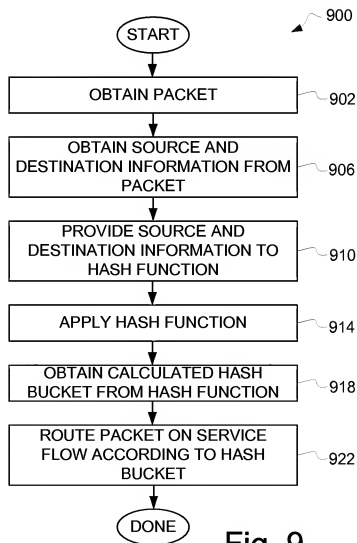 900
START
OBTAIN PACKET
902
OBTAIN SOURCE AND
DESTINATION INFORMATION FROM
PACKET
906
PROVIDE SOURCE AND
DESTINATION INFORMATION TO
HASH FUNCTION
910
APPLY HASH FUNCTION
914
OBTAIN CALCULATED HASH
BUCKET FROM HASH FUNCTION
918
ROUTE PACKET ON SERVICE
FLOW ACCORDING TO HASH
BUCKET
922
DONE
Fig. 9